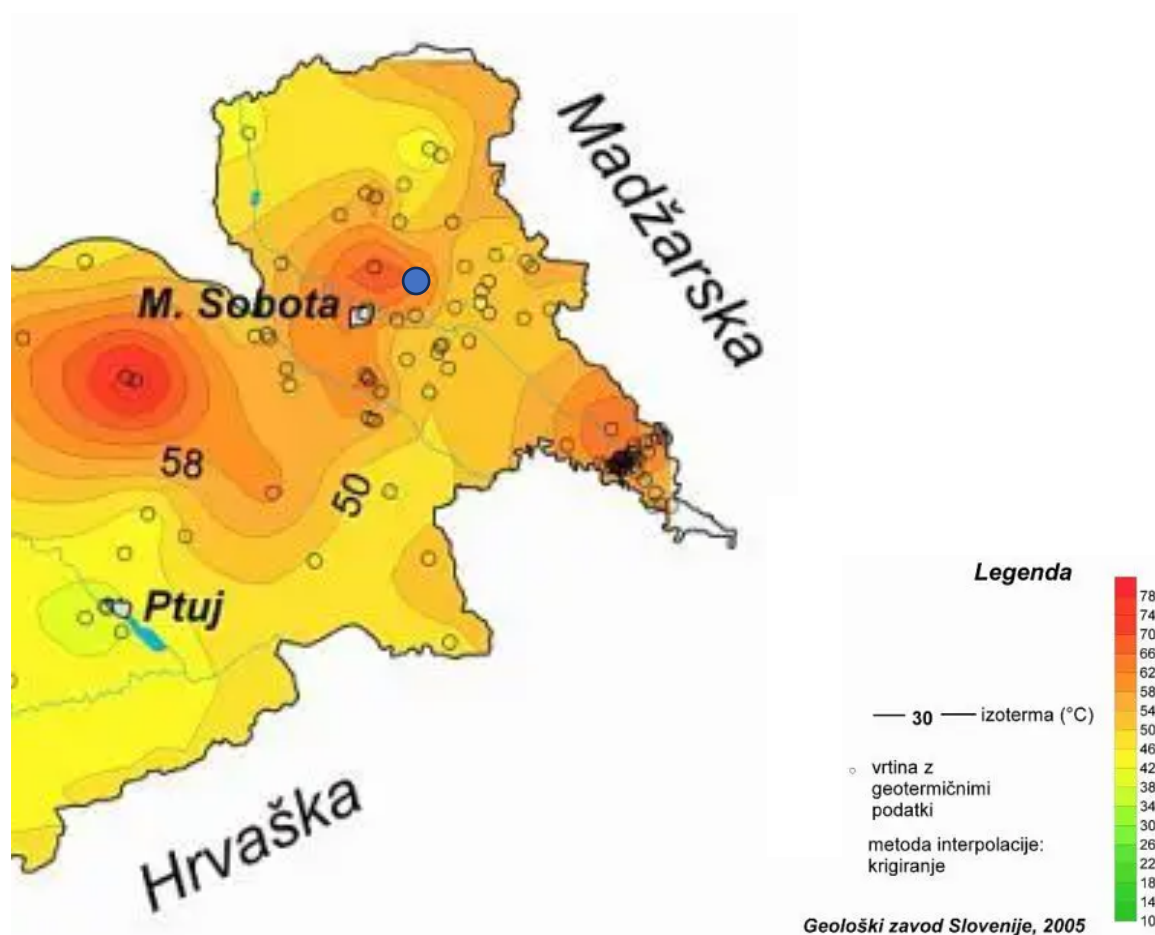 Madžarska
M. Sobota
58
50
Ptuj
Hrvaška
Legenda
78
74
70
66
62
58
54
50
46
42
38
34
30
26
22
18
14
10
30 izoterma (°C)
vrtina z
geotermičnimi
podatki
metoda interpolacije:
krigiranje
Geološki zavod Slovenije, 2005